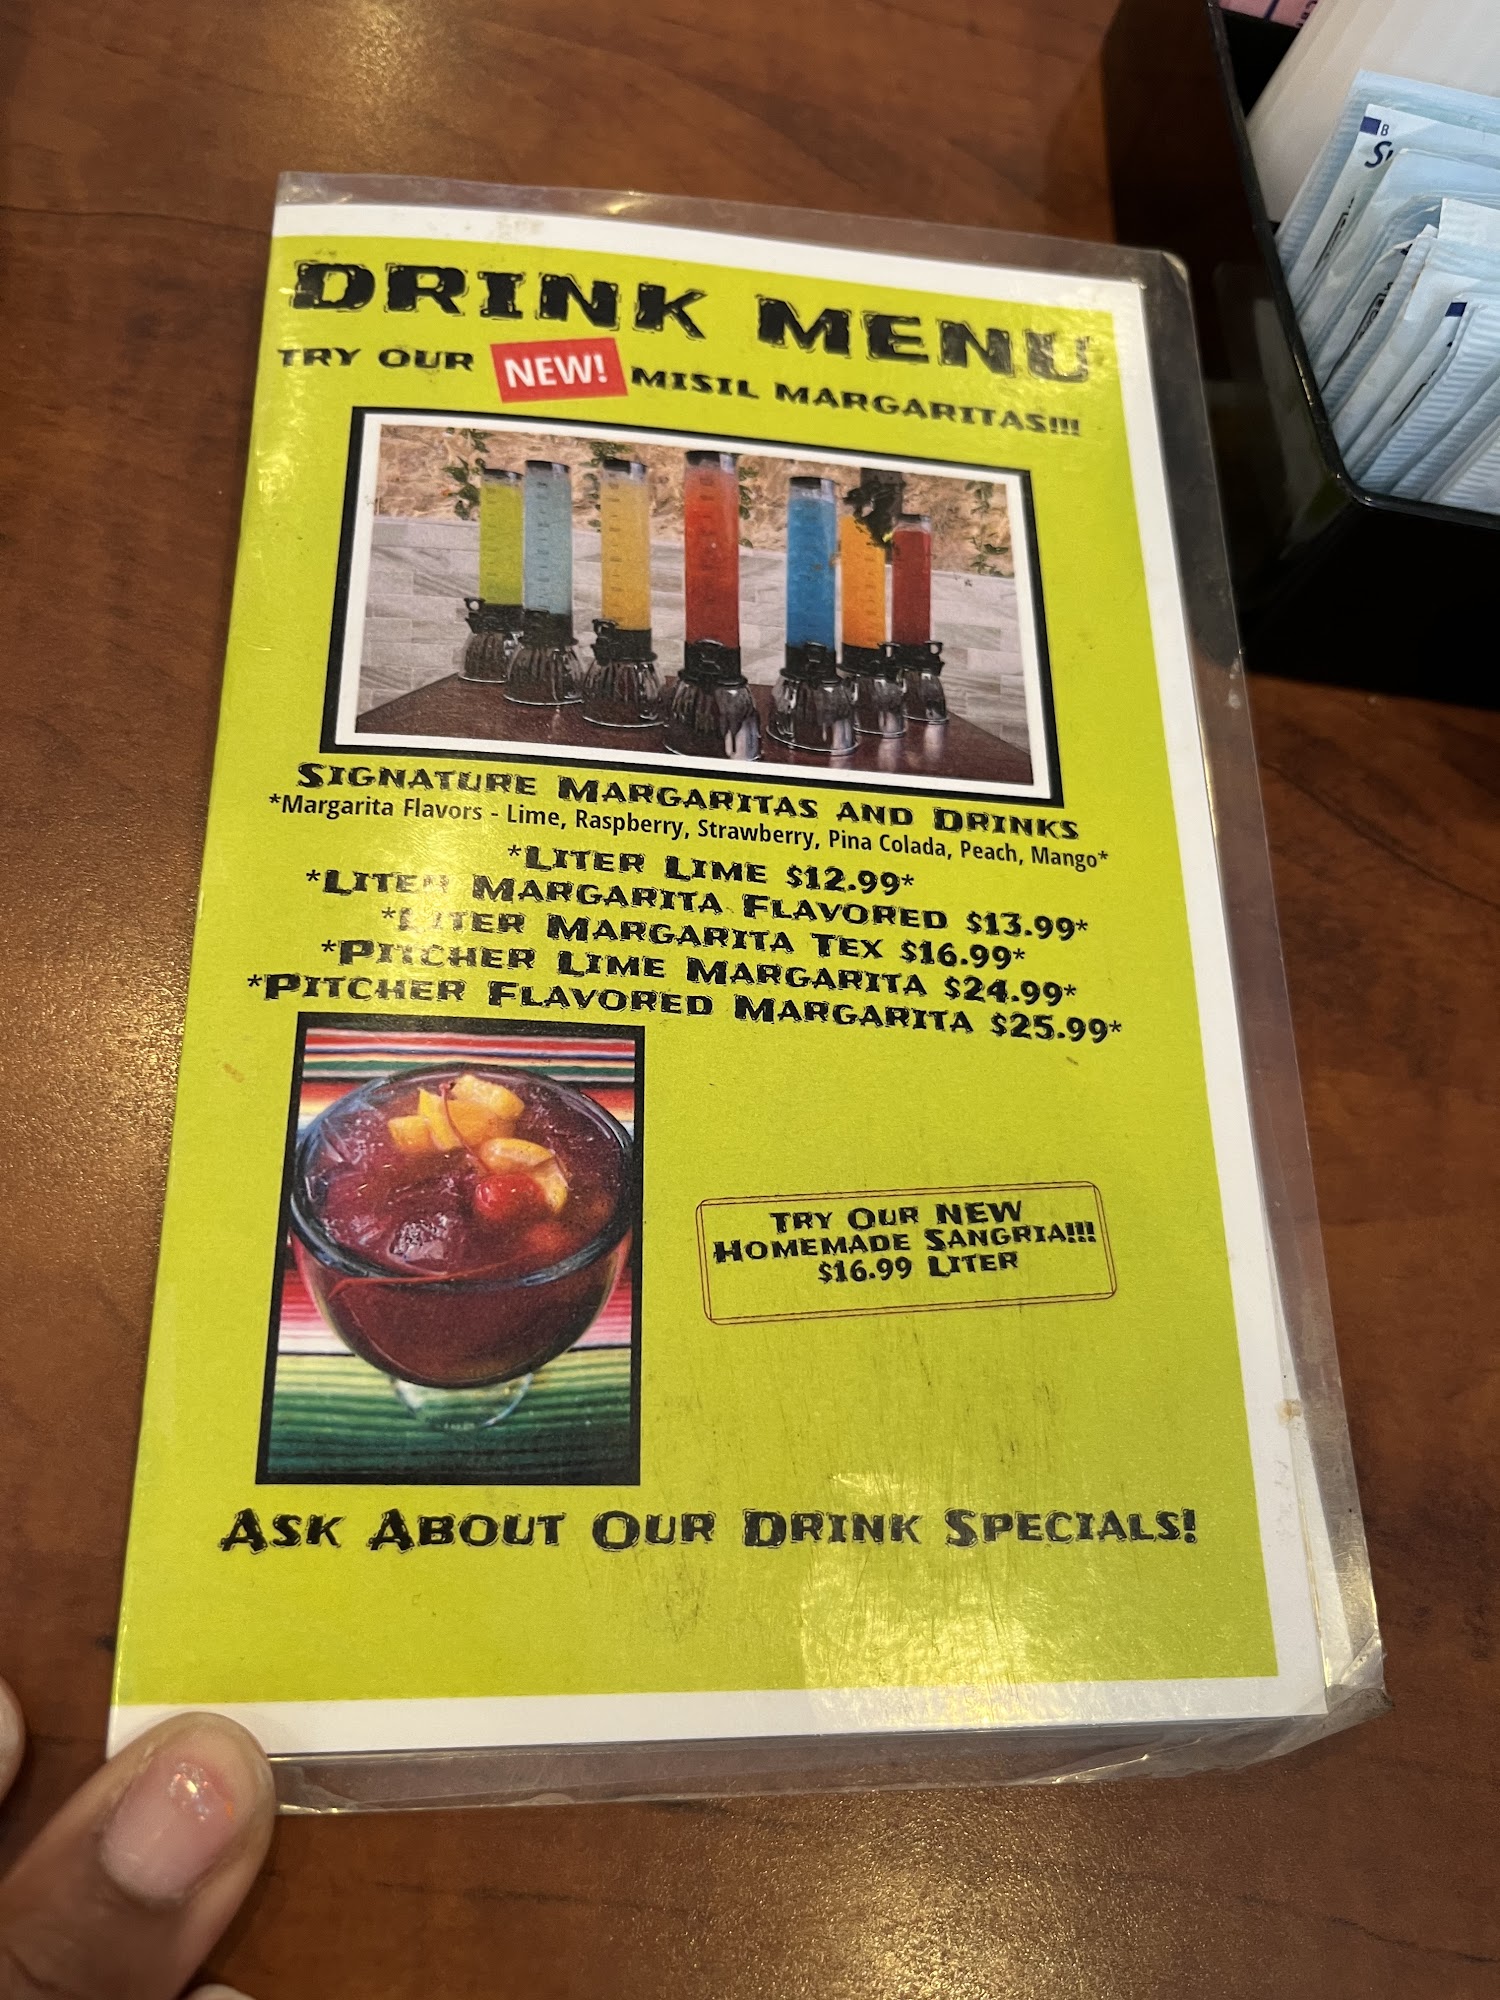 DRINK MENU
TRY OUR NEW! MISIL MARGARITAS!!!
SIGNATURE MARGARITAS AND DRINKS
*Margarita Flavors - Lime, Raspberry, Strawberry, Pina Colada, Peach, Mango*
*LITER LIME $12.99*
*LITER MARGARITA FLAVORED $13.99*
*LITER MARGARITA TEX $16.99*
*PITCHER LIME MARGARITA $24.99*
*PITCHER FLAVORED MARGARITA $25.99*
TRY OUR NEW
HOMEMADE SANGRIA!!!
$16.99 LITER
ASK ABOUT OUR DRINK SPECIALS!